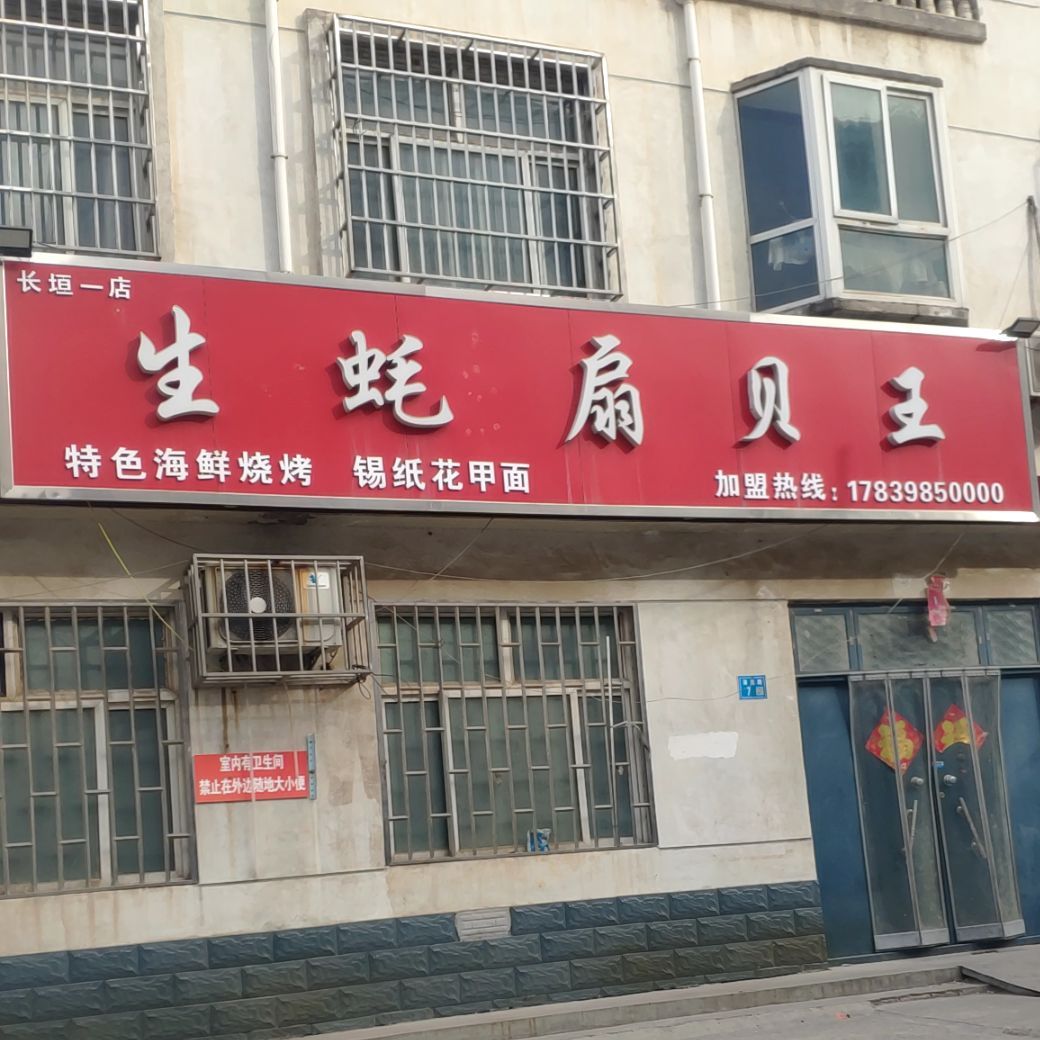 长垣一店
生蚝扇贝王
特色海鲜烧烤 锡纸花甲面
加盟热线：17839850000
室内有卫生间
禁止在外边随地大小便
7